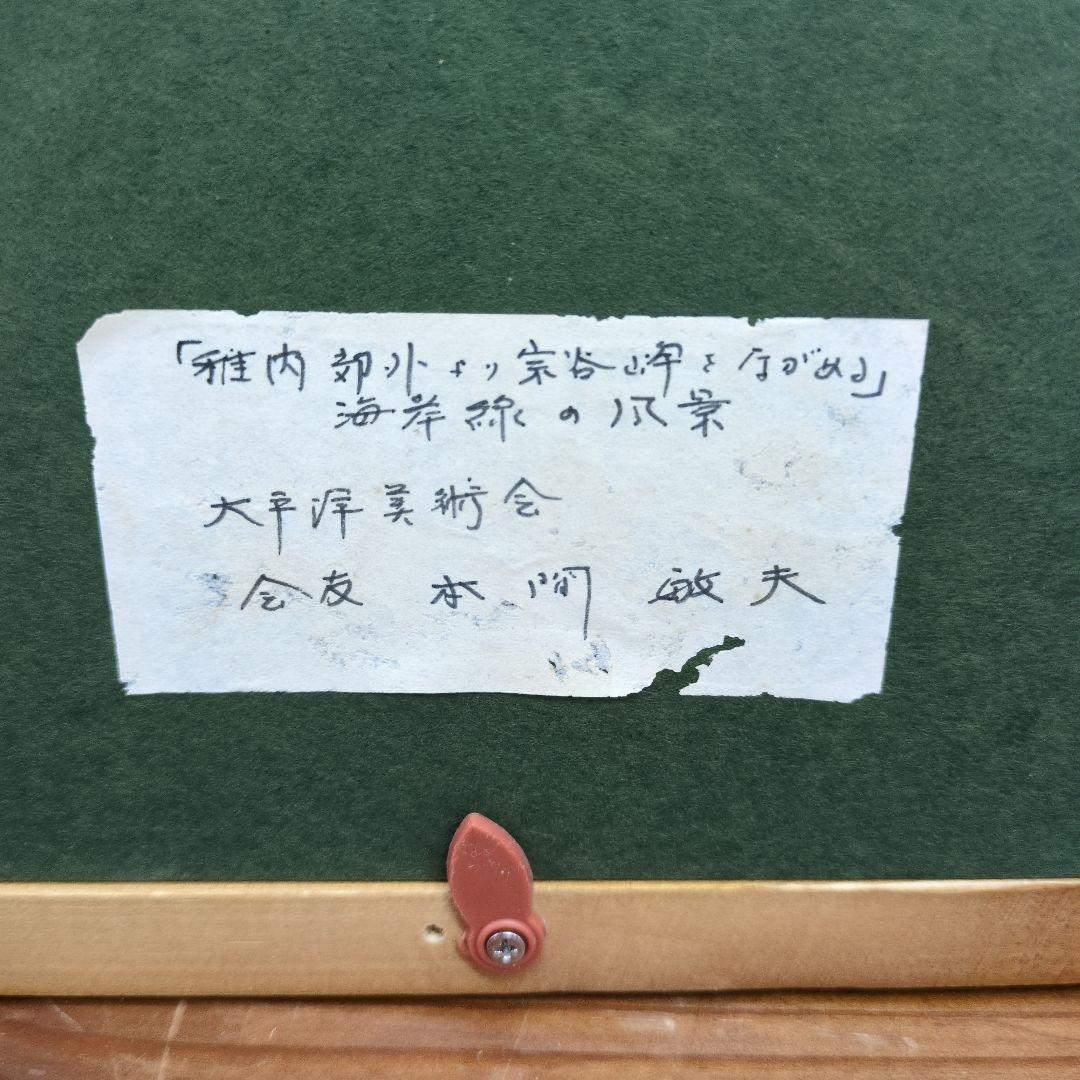 「稚内郊外より宗谷岬をながめる」
海岸線の風景
大平洋美術会
会友 本間 敏夫